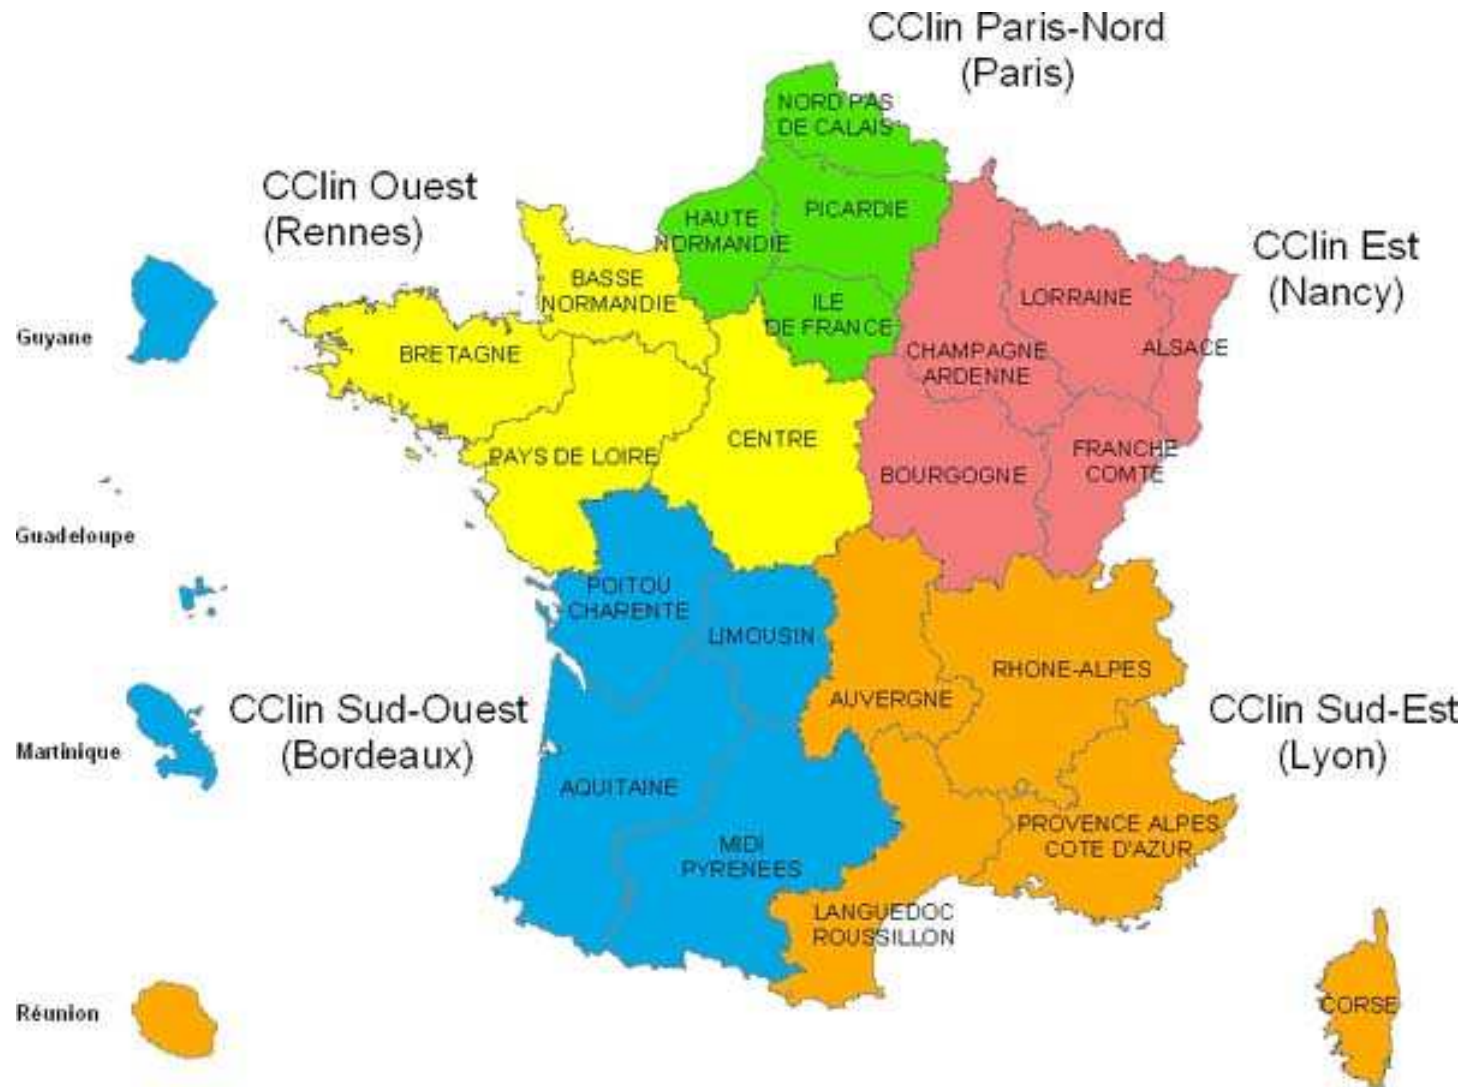 CClin Paris-Nord
(Paris)
NORD PAS
DE CALAIS
CClin Ouest
(Rennes)
HAUTE
NORMANDIE
PICARDIE
CClin Est
(Nancy)
BASSE
NORMANDIE
ILE
DE FRANCE
LORRAINE
Guyane
BRETAGNE
CHAMPAGNE
ARDENNE
ALSACE
PAYS DE LOIRE
CENTRE
BOURGOGNE
FRANCHE
COMTE
Guadeloupe
POITOU
CHARENTE
LIMOUSIN
RHONE-ALPES
AUVERGNE
CClin Sud-Ouest
(Bordeaux)
CClin Sud-Est
(Lyon)
Martinique
AQUITAINE
MIDI
PYRENEES
PROVENCE ALPES
COTE D'AZUR
LANGUEDOC
ROUSSILLON
Réunion
CORSE